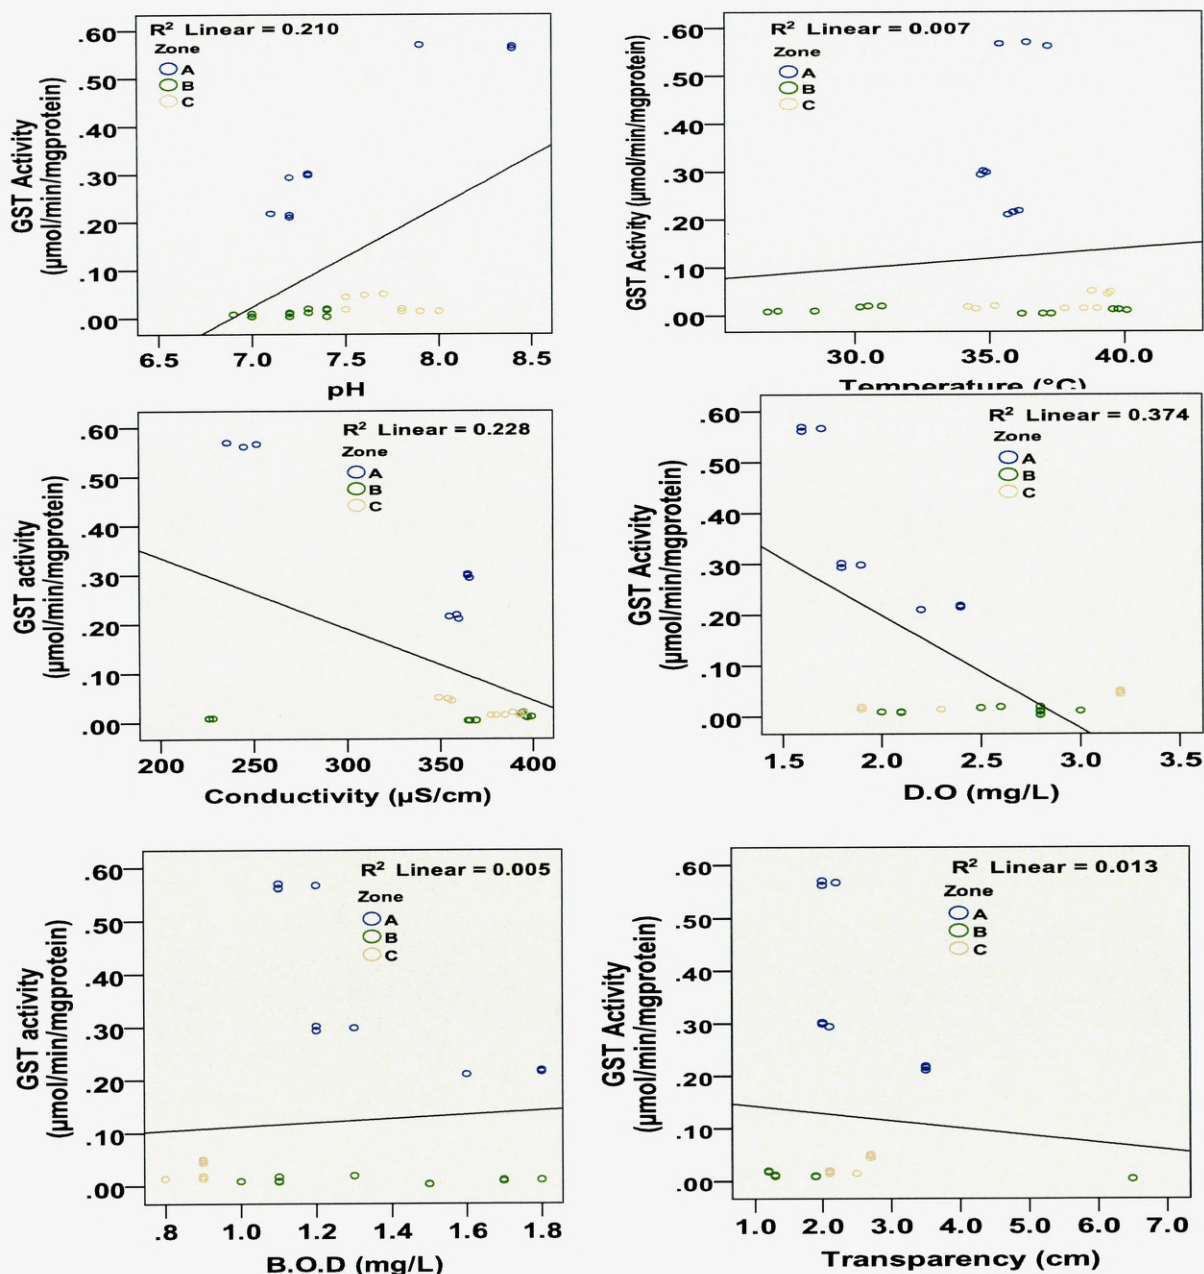 R² Linear = 0.210
Zone
A
B
C
GST Activity
(µmol/min/mgprotein)
.60
.50
.40
.30
.20
.10
.00
6.5 7.0 7.5 8.0 8.5
pH
R² Linear = 0.007
Zone
A
B
C
GST Activity (µmol/min/mgprotein)
.60
.50
.40
.30
.20
.10
.00
30.0 35.0 40.0
Temperature (°C)
R² Linear = 0.228
Zone
A
B
C
GST activity
(µmol/min/mgprotein)
.60
.50
.40
.30
.20
.10
.00
200 250 300 350 400
Conductivity (µS/cm)
R² Linear = 0.374
Zone
A
B
C
GST Activity
(µmol/min/mgprotein)
.60
.50
.40
.30
.20
.10
.00
1.5 2.0 2.5 3.0 3.5
D.O (mg/L)
R² Linear = 0.005
Zone
A
B
C
GST activity
(µmol/min/mgprotein)
.60
.50
.40
.30
.20
.10
.00
.8 1.0 1.2 1.4 1.6 1.8
B.O.D (mg/L)
R² Linear = 0.013
Zone
A
B
C
GST Activity
(µmol/min/mgprotein)
.60
.50
.40
.30
.20
.10
.00
1.0 2.0 3.0 4.0 5.0 6.0 7.0
Transparency (cm)